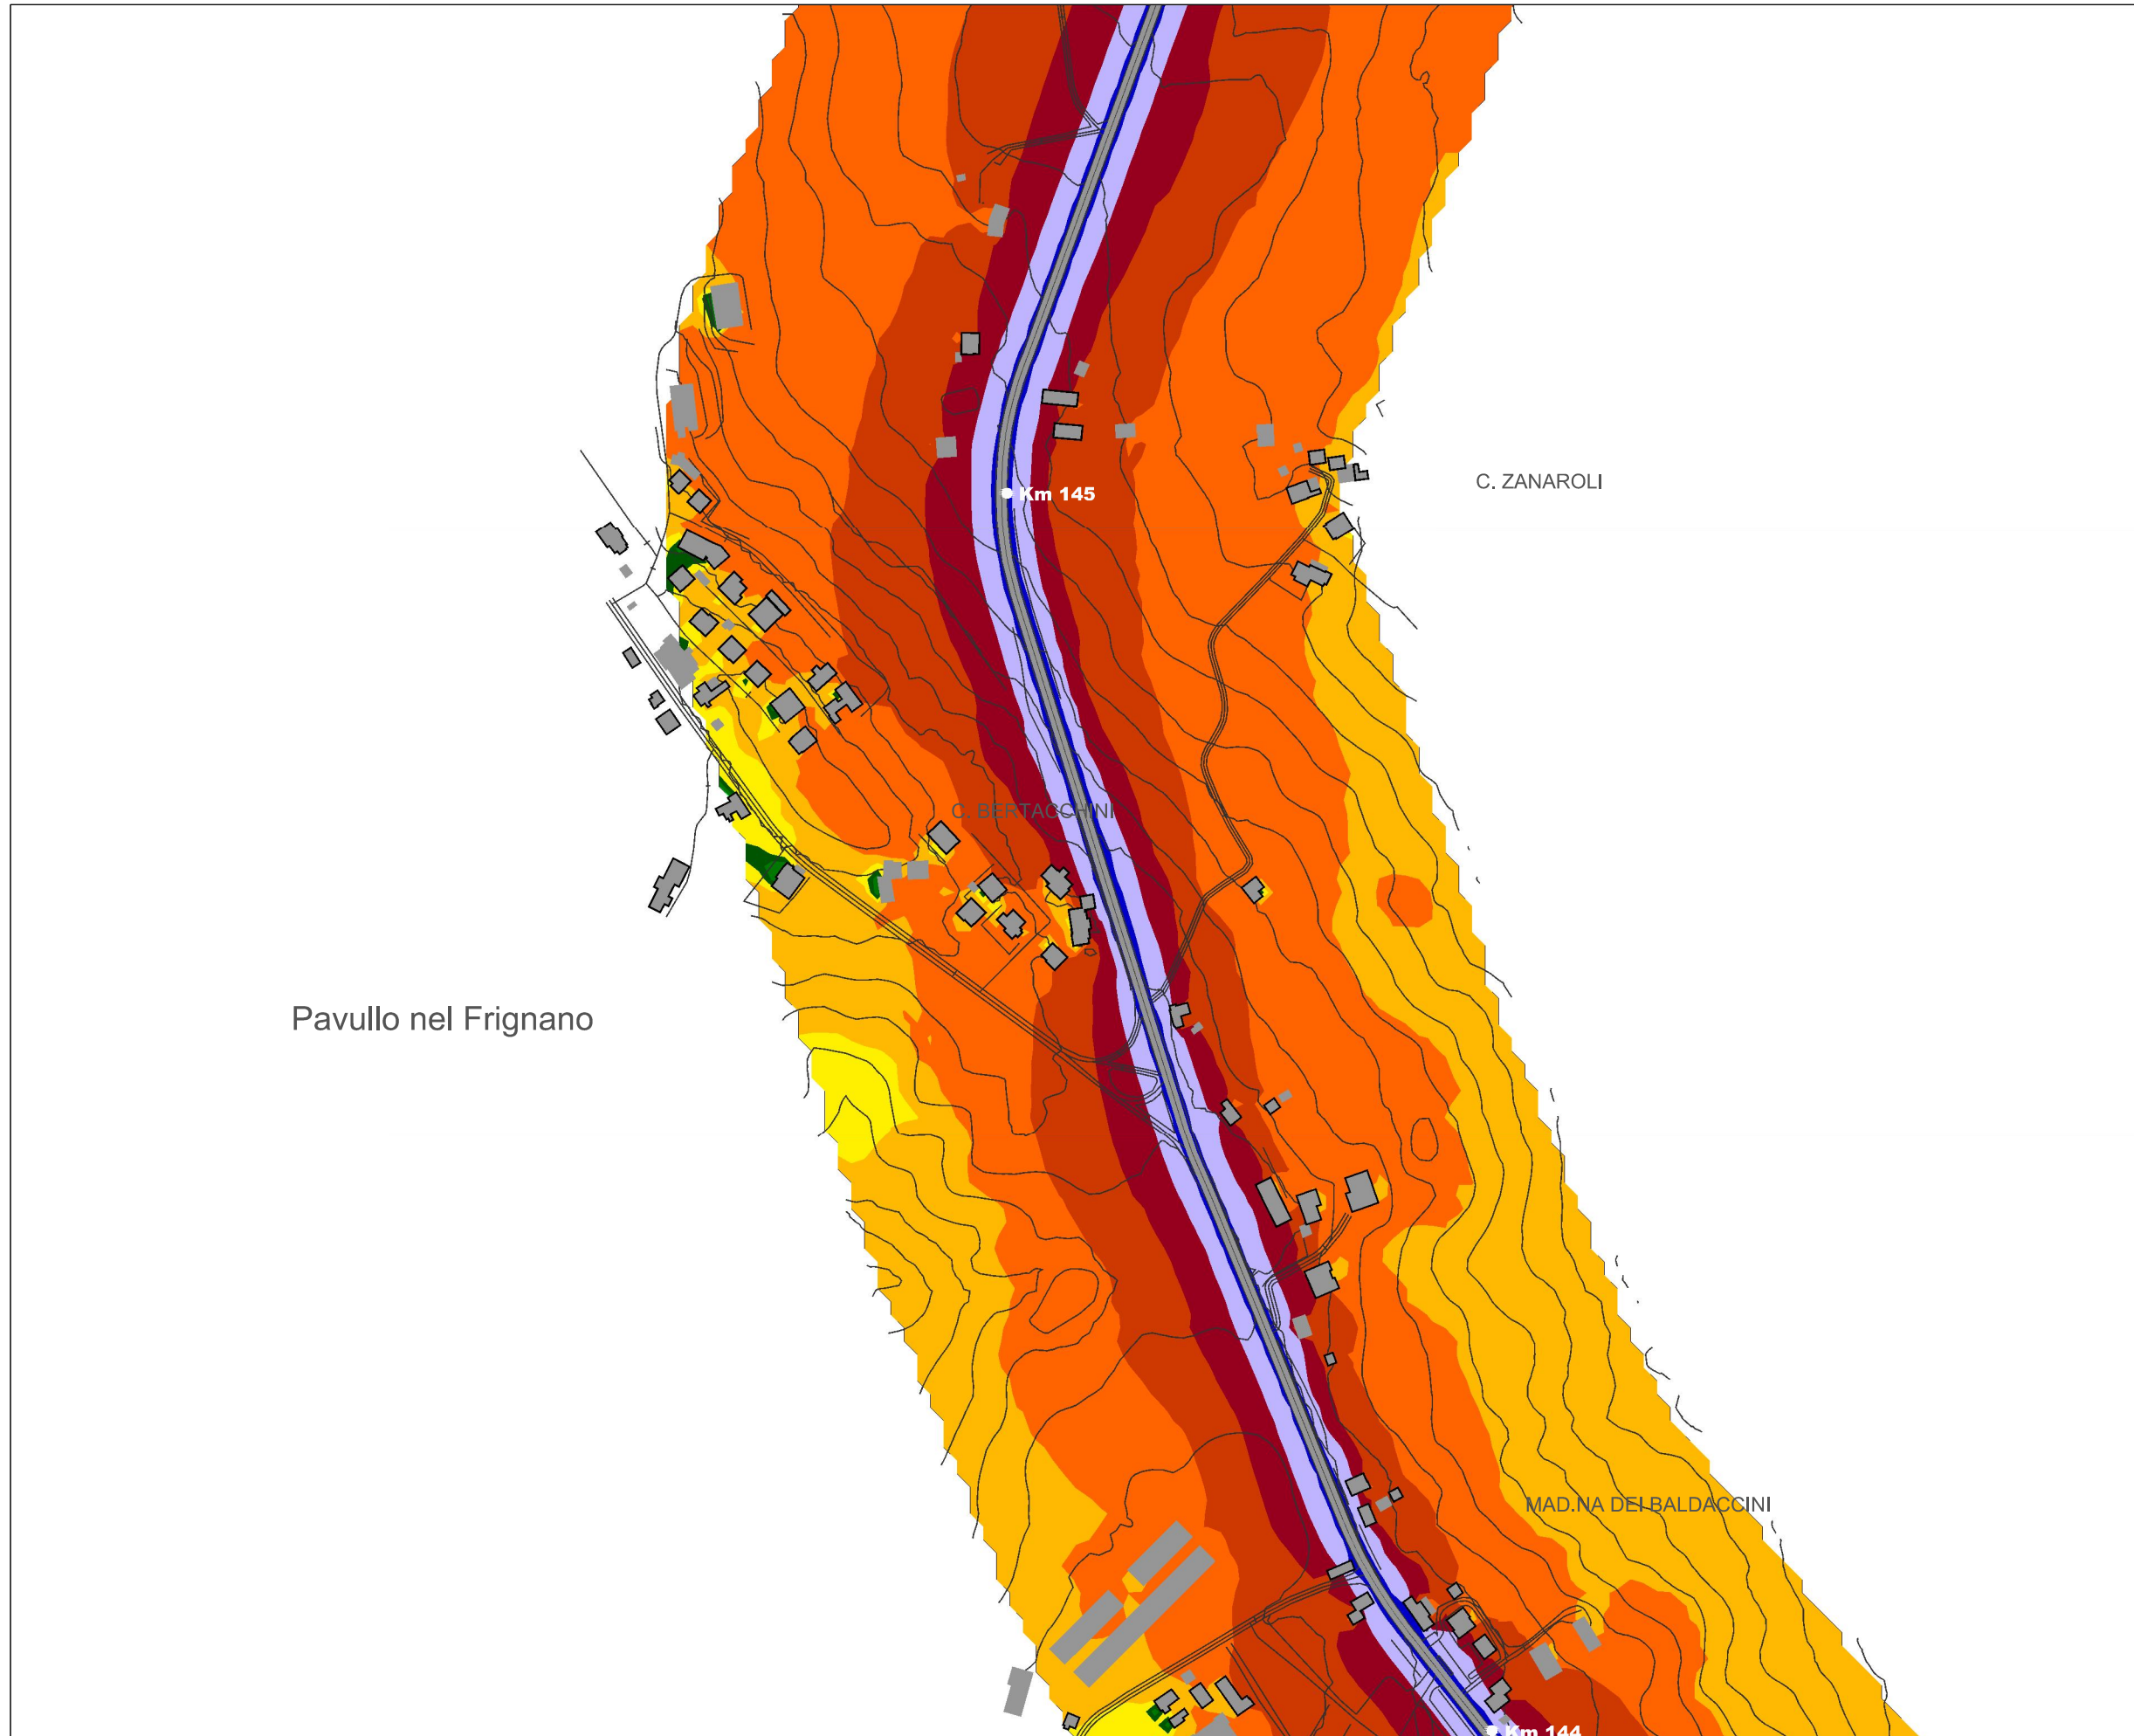 Km 145
C. ZANAROLI
C. BERTACCHINI
Pavullo nel Frignano
MAD.NA DEI BALDACCINI
Km 144